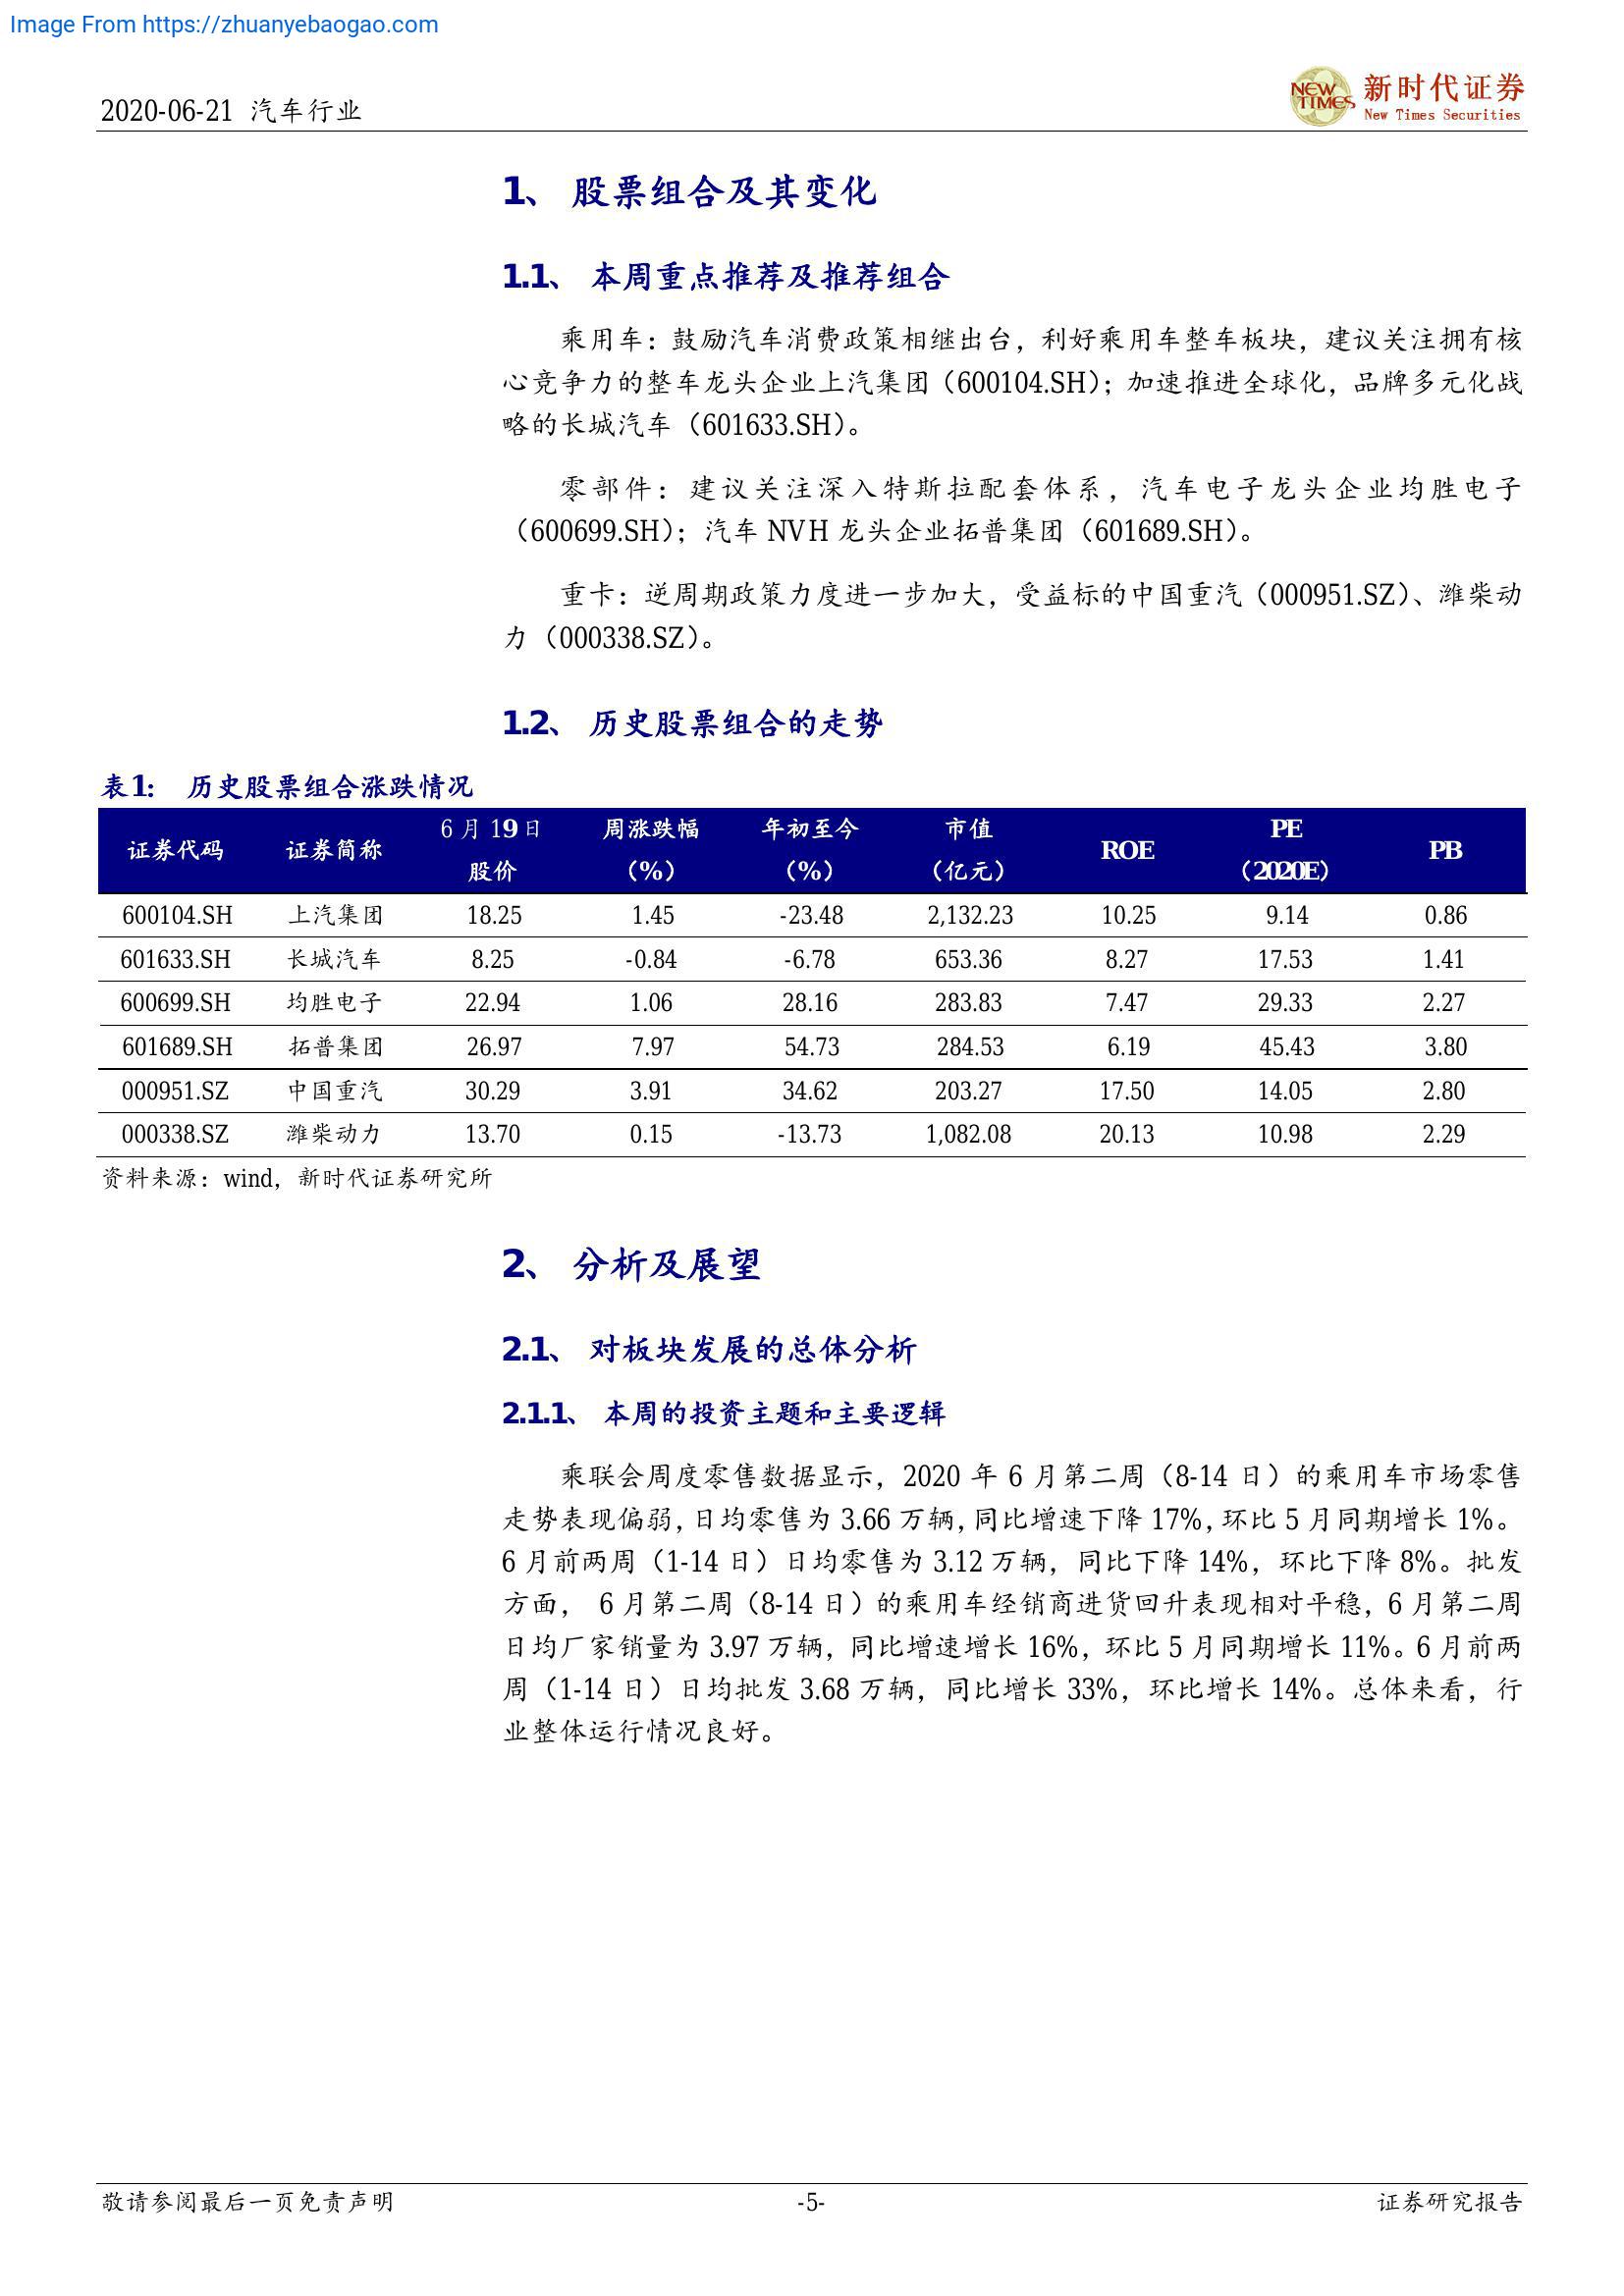 Image From https://zhuanyebaogao.com
2020-06-21 汽车行业
NEW TIMES
新时代证券
New Times Securities
1、 股票组合及其变化
1.1、 本周重点推荐及推荐组合
乘用车：鼓励汽车消费政策相继出台，利好乘用车整车板块，建议关注拥有核
心竞争力的整车龙头企业上汽集团（600104.SH）；加速推进全球化，品牌多元化战
略的长城汽车（601633.SH）。
零部件：建议关注深入特斯拉配套体系，汽车电子龙头企业均胜电子
（600699.SH）；汽车 NVH 龙头企业拓普集团（601689.SH）。
重卡：逆周期政策力度进一步加大，受益标的中国重汽（000951.SZ）、潍柴动
力（000338.SZ）。
1.2、 历史股票组合的走势
表1： 历史股票组合涨跌情况
证券代码 证券简称 6 月 19 日股价 周涨跌幅（%） 年初至今（%） 市值（亿元） ROE PE（2020E） PB
600104.SH 上汽集团 18.25 1.45 -23.48 2,132.23 10.25 9.14 0.86
601633.SH 长城汽车 8.25 -0.84 -6.78 653.36 8.27 17.53 1.41
600699.SH 均胜电子 22.94 1.06 28.16 283.83 7.47 29.33 2.27
601689.SH 拓普集团 26.97 7.97 54.73 284.53 6.19 45.43 3.80
000951.SZ 中国重汽 30.29 3.91 34.62 203.27 17.50 14.05 2.80
000338.SZ 潍柴动力 13.70 0.15 -13.73 1,082.08 20.13 10.98 2.29
资料来源：wind，新时代证券研究所
2、 分析及展望
2.1、 对板块发展的总体分析
2.1.1、 本周的投资主题和主要逻辑
乘联会周度零售数据显示，2020 年 6 月第二周（8-14 日）的乘用车市场零售
走势表现偏弱，日均零售为 3.66 万辆，同比增速下降 17%，环比 5 月同期增长 1%。
6 月前两周（1-14 日）日均零售为 3.12 万辆，同比下降 14%，环比下降 8%。批发
方面， 6 月第二周（8-14 日）的乘用车经销商进货回升表现相对平稳，6 月第二周
日均厂家销量为 3.97 万辆，同比增速增长 16%，环比 5 月同期增长 11%。6 月前两
周（1-14 日）日均批发 3.68 万辆，同比增长 33%，环比增长 14%。总体来看，行
业整体运行情况良好。
敬请参阅最后一页免责声明 -5- 证券研究报告